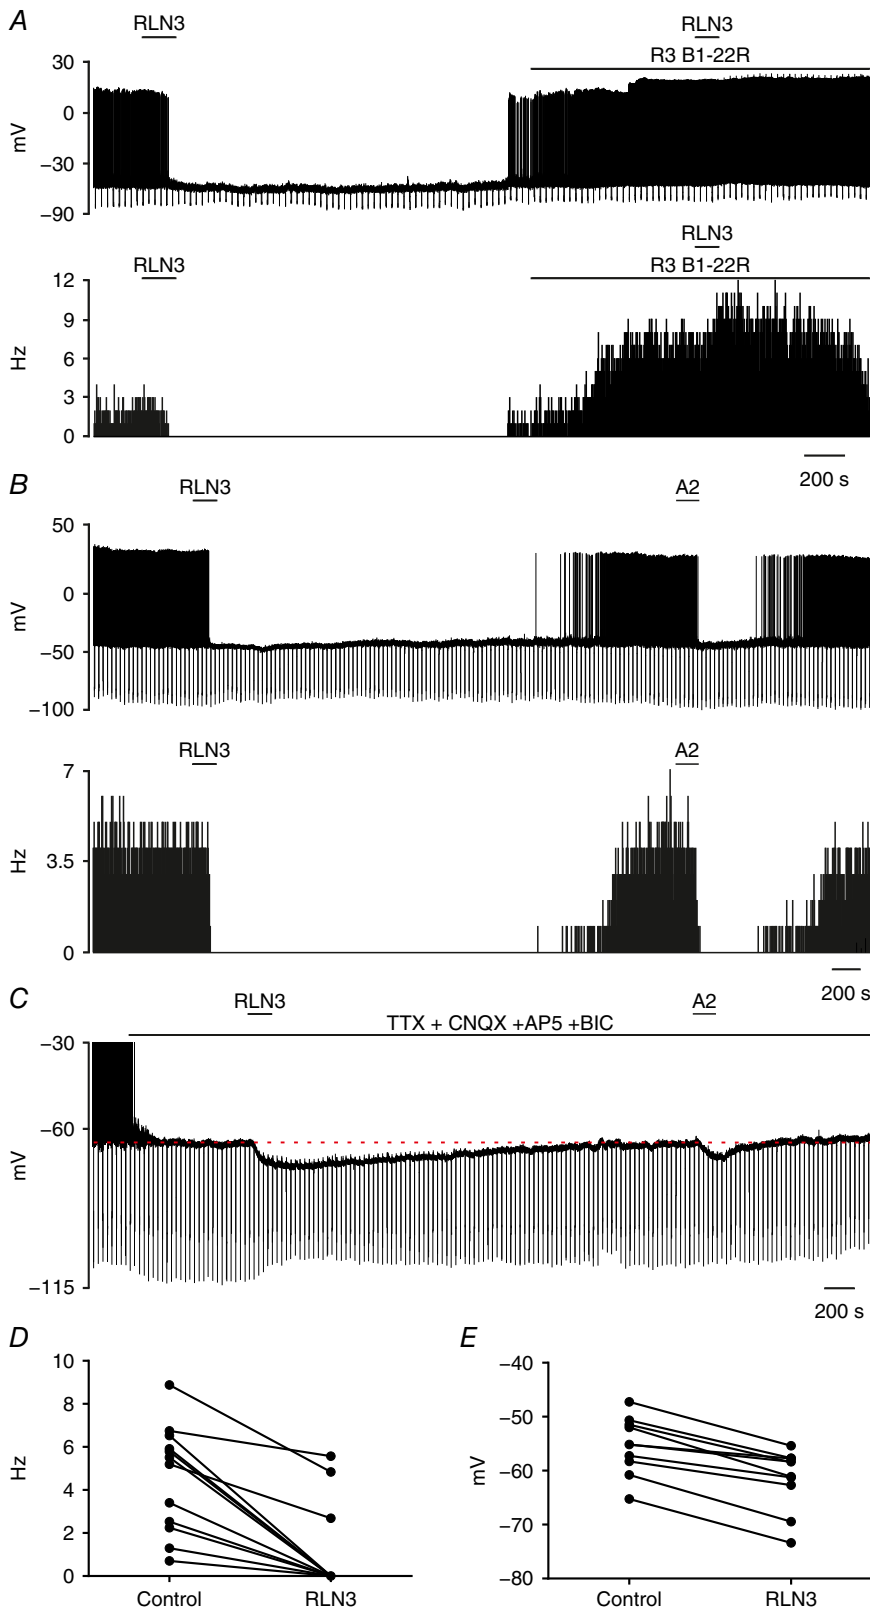 A
RLN3
RLN3
R3 B1-22R
30
0
−30
−90
mV
RLN3
RLN3
R3 B1-22R
12
9
6
3
0
Hz
200 s
B
RLN3
A2
50
0
−50
−100
mV
RLN3
A2
7
3.5
0
Hz
200 s
C
RLN3
A2
TTX + CNQX +AP5 +BIC
−30
−60
−115
mV
200 s
D
10
8
6
4
2
0
Hz
Control
RLN3
E
−40
−50
−60
−70
−80
mV
Control
RLN3